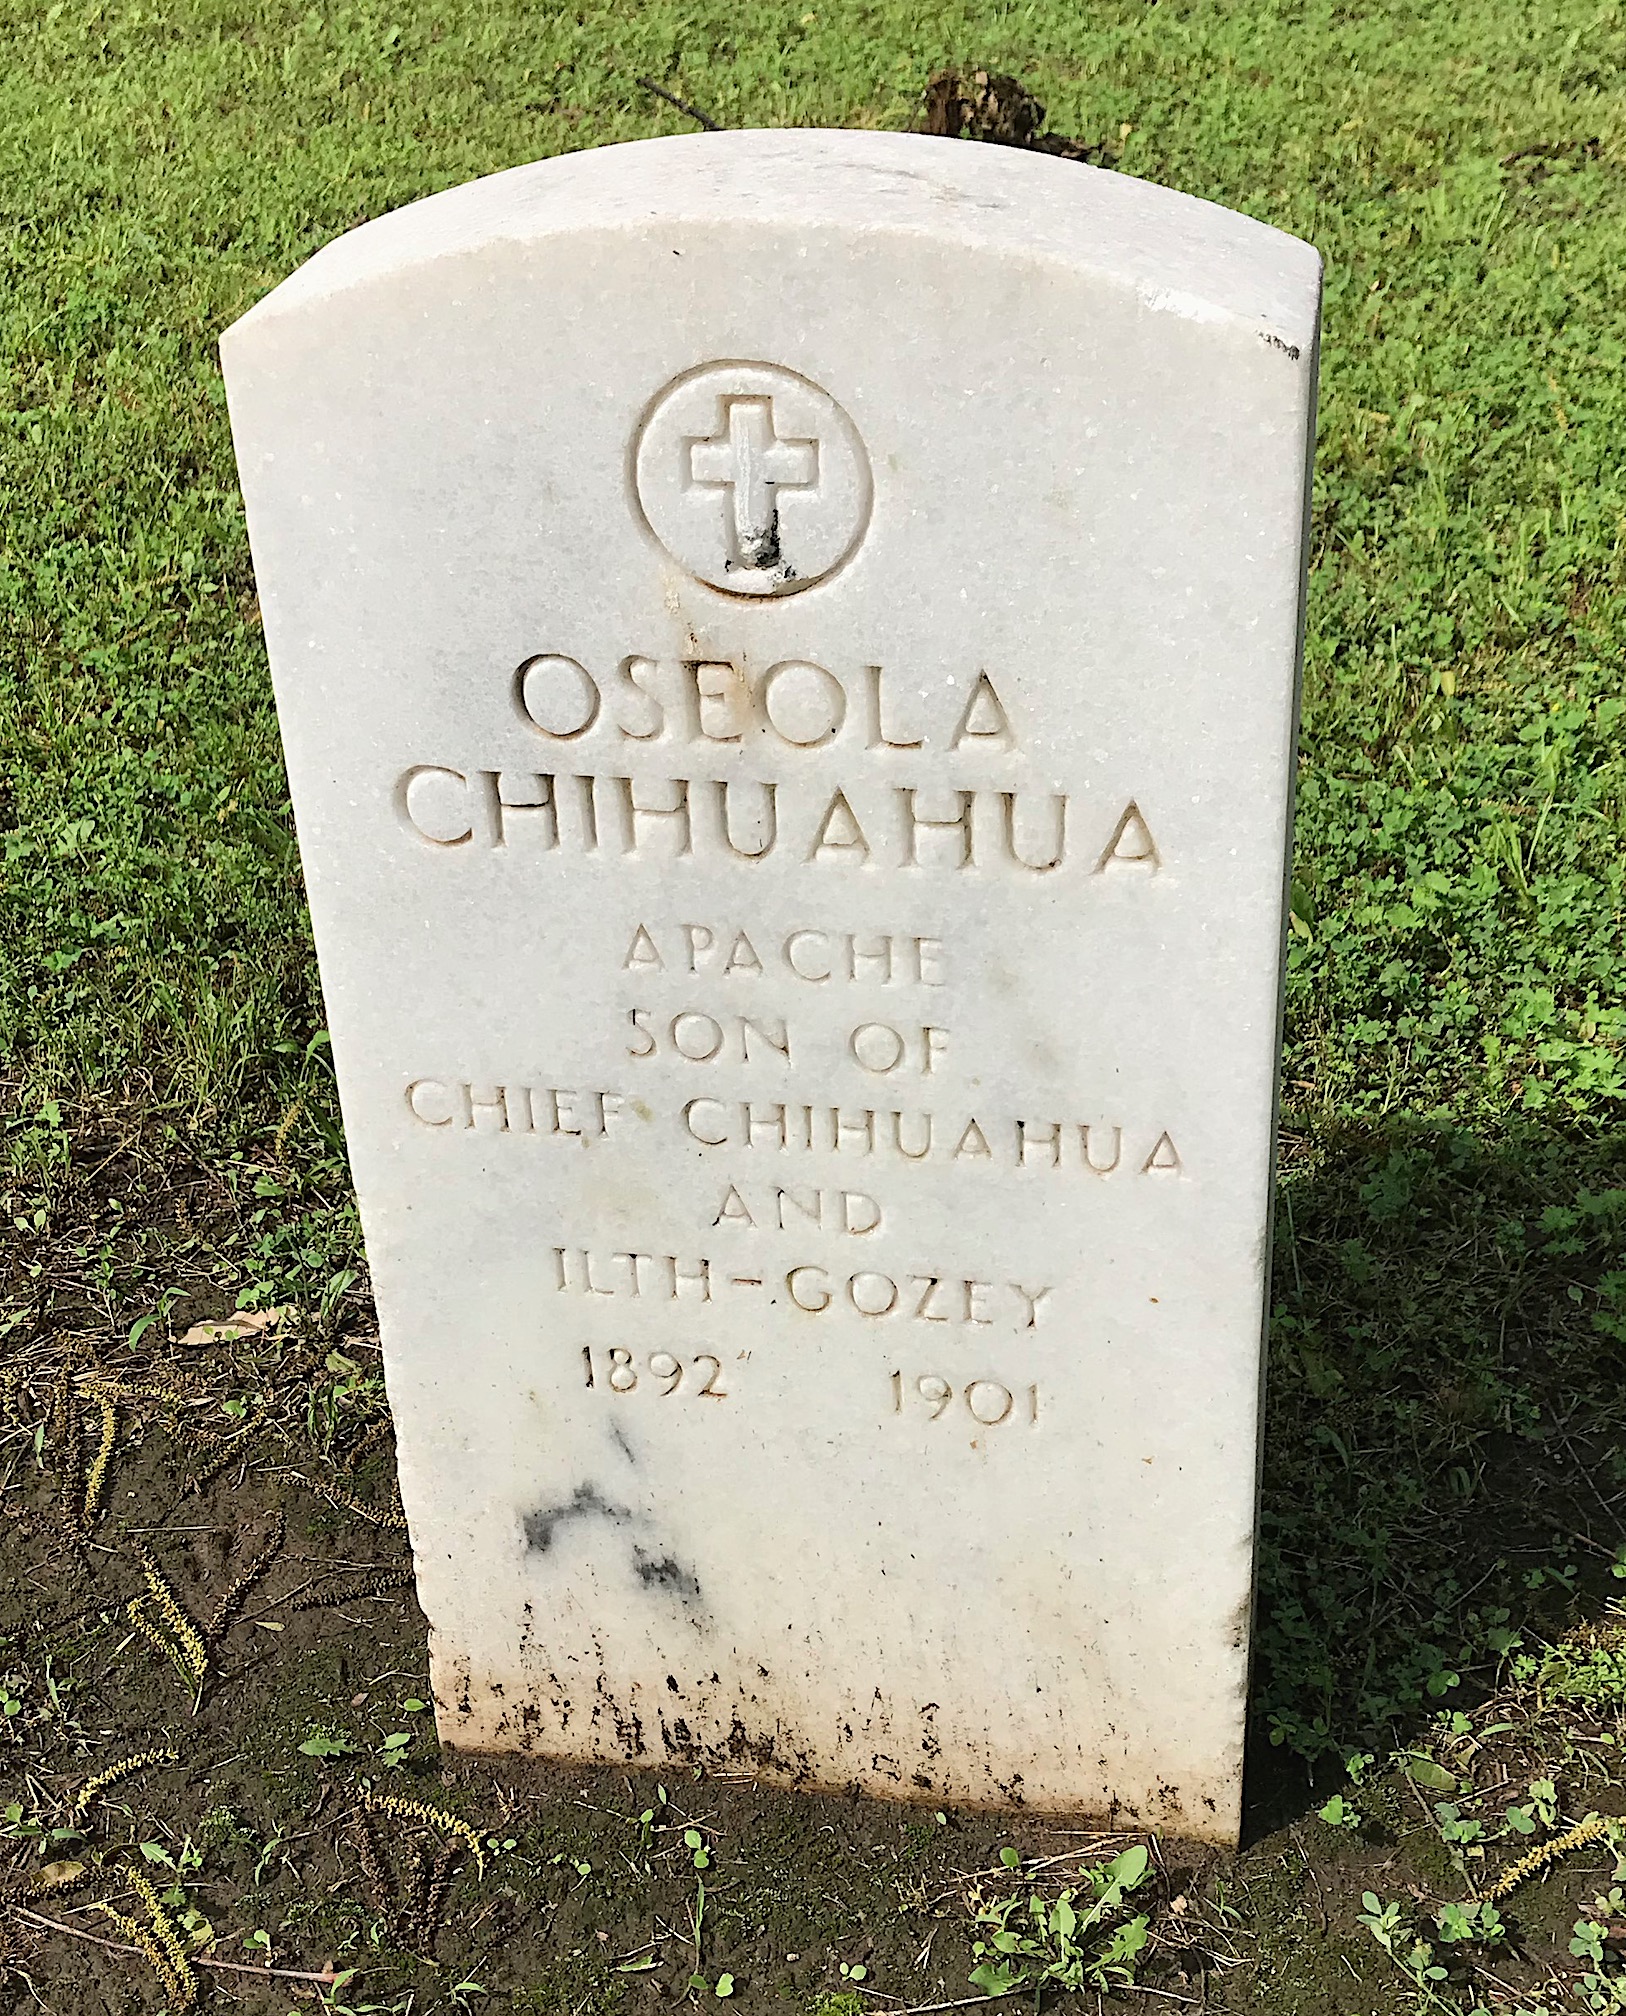 OSEOLA
CHIHUAHUA
APACHE
SON OF
CHIEF CHIHUAHUA
AND
ILTH-GOZEY
1892 1901